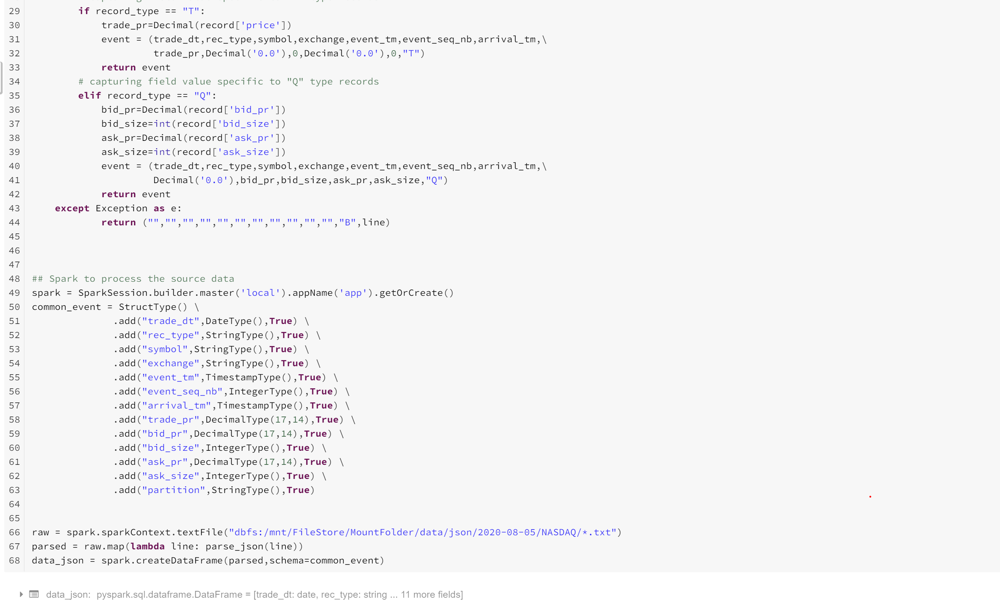 29 if record_type == "T":
30 trade_pr=Decimal(record['price'])
31 event = (trade_dt,rec_type,symbol,exchange,event_tm,event_seq_nb,arrival_tm,\
32 trade_pr,Decimal('0.0'),0,Decimal('0.0'),0,"T")
33 return event
34 # capturing field value specific to "Q" type records
35 elif record_type == "Q":
36 bid_pr=Decimal(record['bid_pr'])
37 bid_size=int(record['bid_size'])
38 ask_pr=Decimal(record['ask_pr'])
39 ask_size=int(record['ask_size'])
40 event = (trade_dt,rec_type,symbol,exchange,event_tm,event_seq_nb,arrival_tm,\
41 Decimal('0.0'),bid_pr,bid_size,ask_pr,ask_size,"Q")
42 return event
43 except Exception as e:
44 return ("","","","","","","","","","","","B",line)
45
46
47
48 ## Spark to process the source data
49 spark = SparkSession.builder.master('local').appName('app').getOrCreate()
50 common_event = StructType() \
51 .add("trade_dt",DateType(),True) \
52 .add("rec_type",StringType(),True) \
53 .add("symbol",StringType(),True) \
54 .add("exchange",StringType(),True) \
55 .add("event_tm",TimestampType(),True) \
56 .add("event_seq_nb",IntegerType(),True) \
57 .add("arrival_tm",TimestampType(),True) \
58 .add("trade_pr",DecimalType(17,14),True) \
59 .add("bid_pr",DecimalType(17,14),True) \
60 .add("bid_size",IntegerType(),True) \
61 .add("ask_pr",DecimalType(17,14),True) \
62 .add("ask_size",IntegerType(),True) \
63 .add("partition",StringType(),True)
64
65
66 raw = spark.sparkContext.textFile("dbfs:/mnt/FileStore/MountFolder/data/json/2020-08-05/NASDAQ/*.txt")
67 parsed = raw.map(lambda line: parse_json(line))
68 data_json = spark.createDataFrame(parsed,schema=common_event)
data_json: pyspark.sql.dataframe.DataFrame = [trade_dt: date, rec_type: string ... 11 more fields]